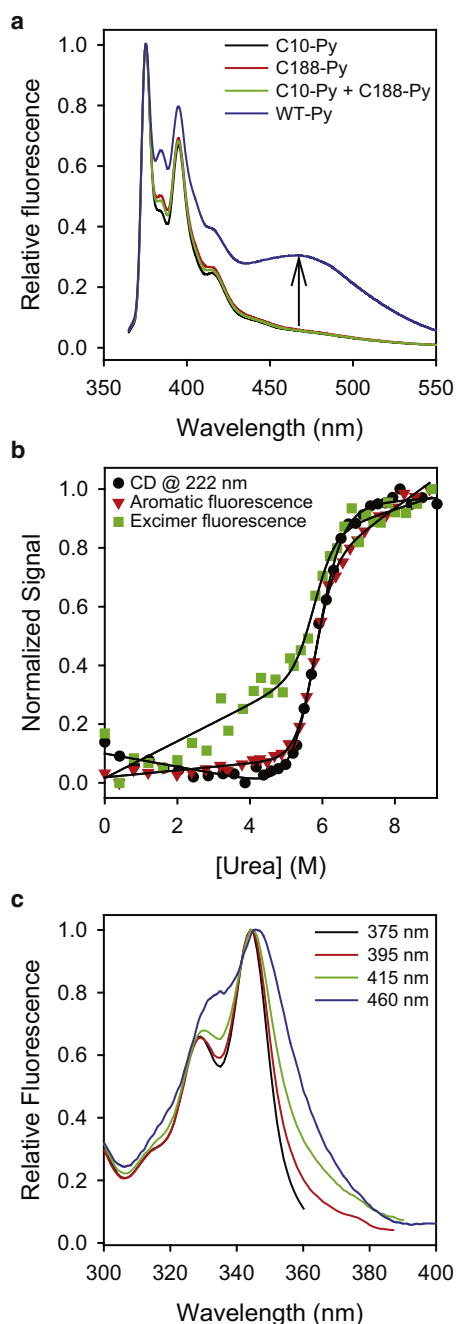 a
C10-Py
C188-Py
C10-Py + C188-Py
WT-Py
Relative fluorescence
1.0
0.8
0.6
0.4
0.2
0.0
350 400 450 500 550
Wavelength (nm)
b
CD @ 222 nm
Aromatic fluorescence
Excimer fluorescence
Normalized Signal
1.0
0.8
0.6
0.4
0.2
0.0
0 2 4 6 8
[Urea] (M)
c
375 nm
395 nm
415 nm
460 nm
Relative Fluorescence
1.0
0.8
0.6
0.4
0.2
0.0
300 320 340 360 380 400
Wavelength (nm)